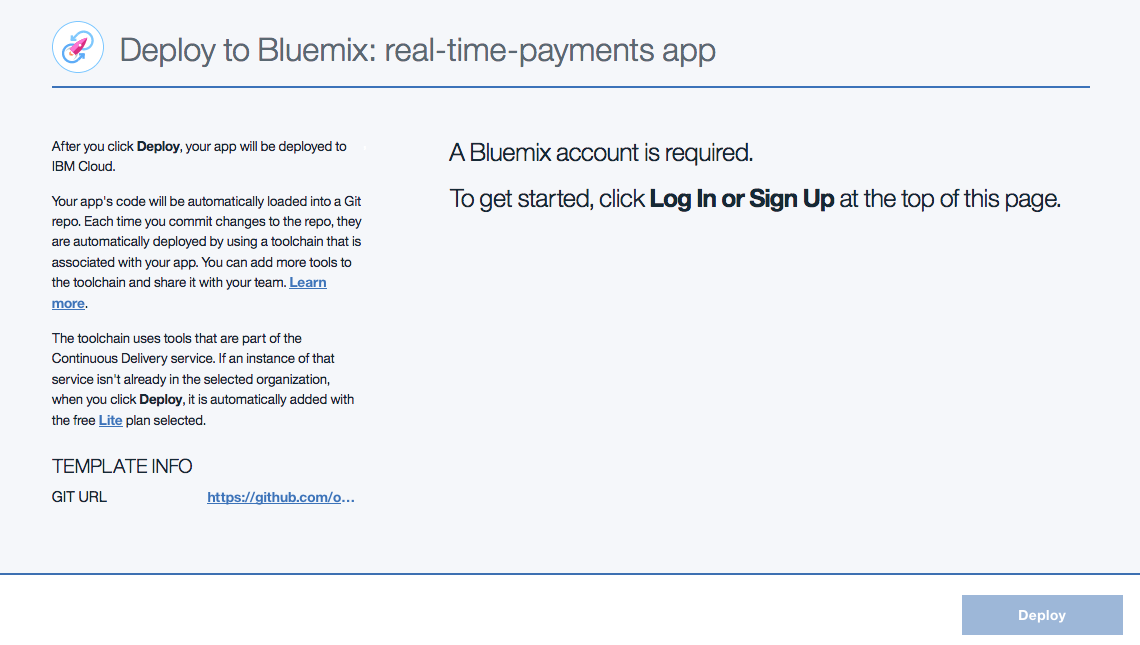 Deploy to Bluemix: real-time-payments app
After you click Deploy, your app will be deployed to
IBM Cloud.
Your app's code will be automatically loaded into a Git
repo. Each time you commit changes to the repo, they
are automatically deployed by using a toolchain that is
associated with your app. You can add more tools to
the toolchain and share it with your team. Learn
more.
The toolchain uses tools that are part of the
Continuous Delivery service. If an instance of that
service isn't already in the selected organization,
when you click Deploy, it is automatically added with
the free Lite plan selected.
TEMPLATE INFO
GIT URL https://github.com/o...
A Bluemix account is required.
To get started, click Log In or Sign Up at the top of this page.
Deploy